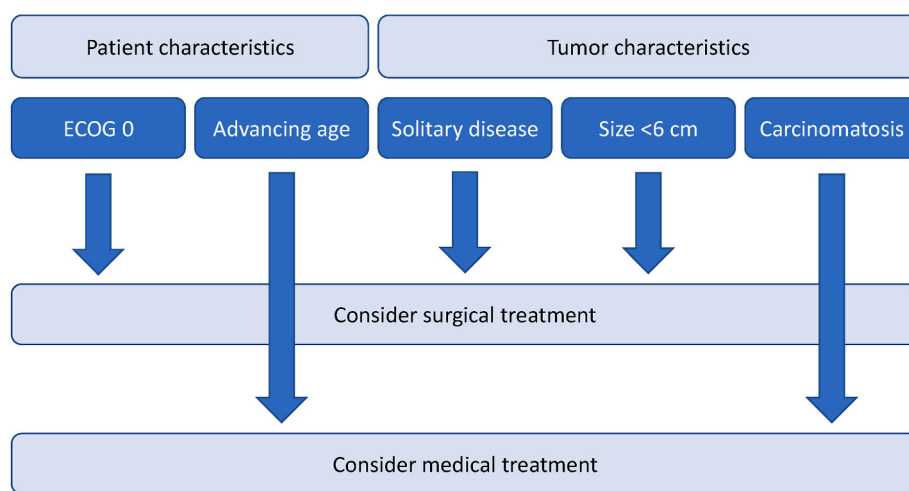 Patient characteristics
Tumor characteristics
ECOG 0
Advancing age
Solitary disease
Size <6 cm
Carcinomatosis
Consider surgical treatment
Consider medical treatment